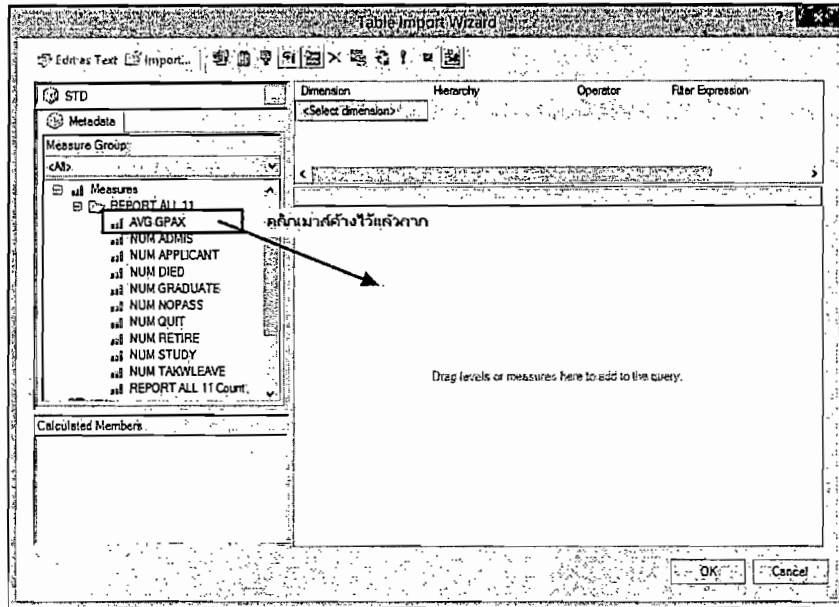 Table Import Wizard
Edit as Text Import...
STD
Metadata
Measure Group:
<All>
Measures
REPORT ALL 11
AVG GPAX
NUM ADMIS
NUM APPLICANT
NUM DIED
NUM GRADUATE
NUM NOPASS
NUM QUIT
NUM RETIRE
NUM STUDY
NUM TAKWLEAVE
REPORT ALL 11 Count
Calculated Members
Dimension Hierarchy Operator Filter Expression
<Select dimension>
คลิกเมาส์ค้างไว้แล้วลาก
Drag levels or measures here to add to the query.
OK Cancel